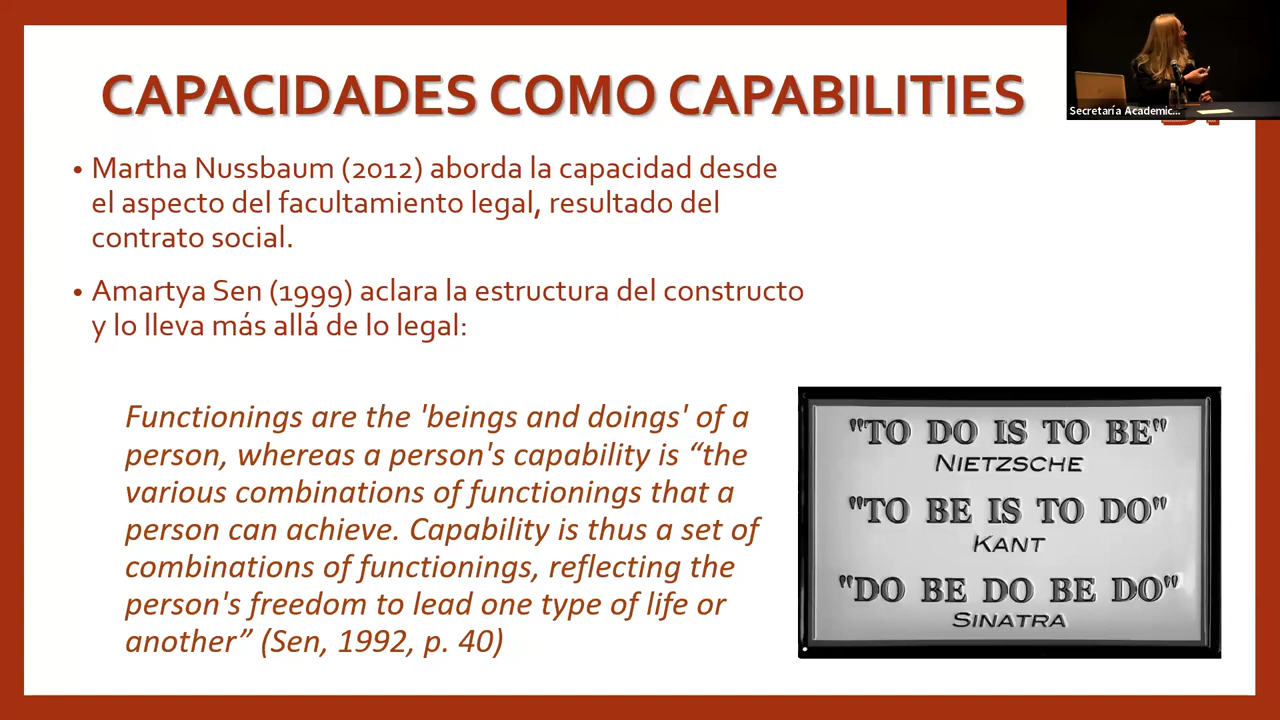 CAPACIDADES COMO CAPABILITIES
Secretaría Academic...
• Martha Nussbaum (2012) aborda la capacidad desde
el aspecto del facultamiento legal, resultado del
contrato social.
• Amartya Sen (1999) aclara la estructura del constructo
y lo lleva más allá de lo legal:
Functionings are the 'beings and doings' of a
person, whereas a person's capability is “the
various combinations of functionings that a
person can achieve. Capability is thus a set of
combinations of functionings, reflecting the
person's freedom to lead one type of life or
another” (Sen, 1992, p. 40)
"TO DO IS TO BE"
NIETZSCHE
"TO BE IS TO DO"
KANT
"DO BE DO BE DO"
SINATRA